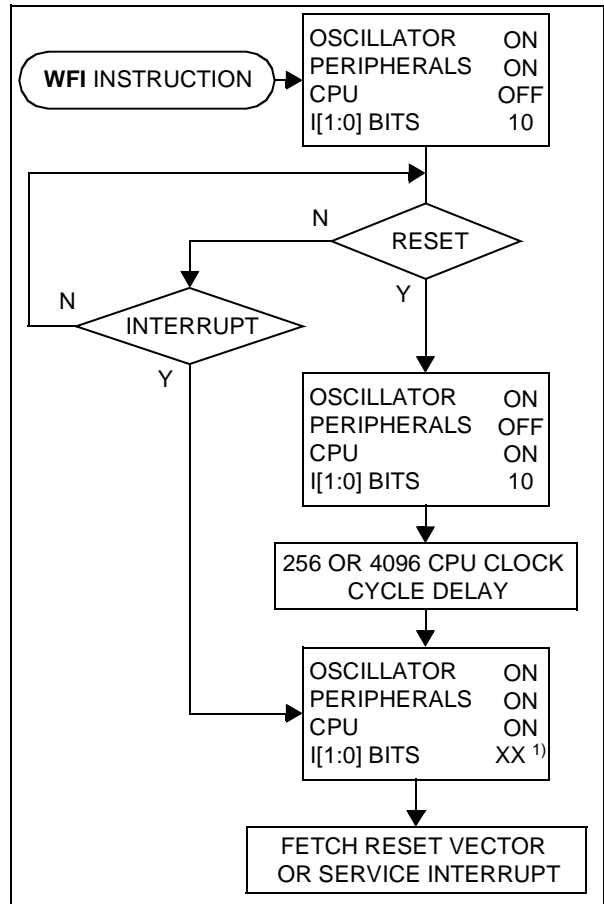 WFI INSTRUCTION
OSCILLATOR ON
PERIPHERALS ON
CPU OFF
I[1:0] BITS 10
N
RESET
Y
N
INTERRUPT
Y
OSCILLATOR ON
PERIPHERALS OFF
CPU ON
I[1:0] BITS 10
256 OR 4096 CPU CLOCK
CYCLE DELAY
OSCILLATOR ON
PERIPHERALS ON
CPU ON
I[1:0] BITS XX 1)
FETCH RESET VECTOR
OR SERVICE INTERRUPT